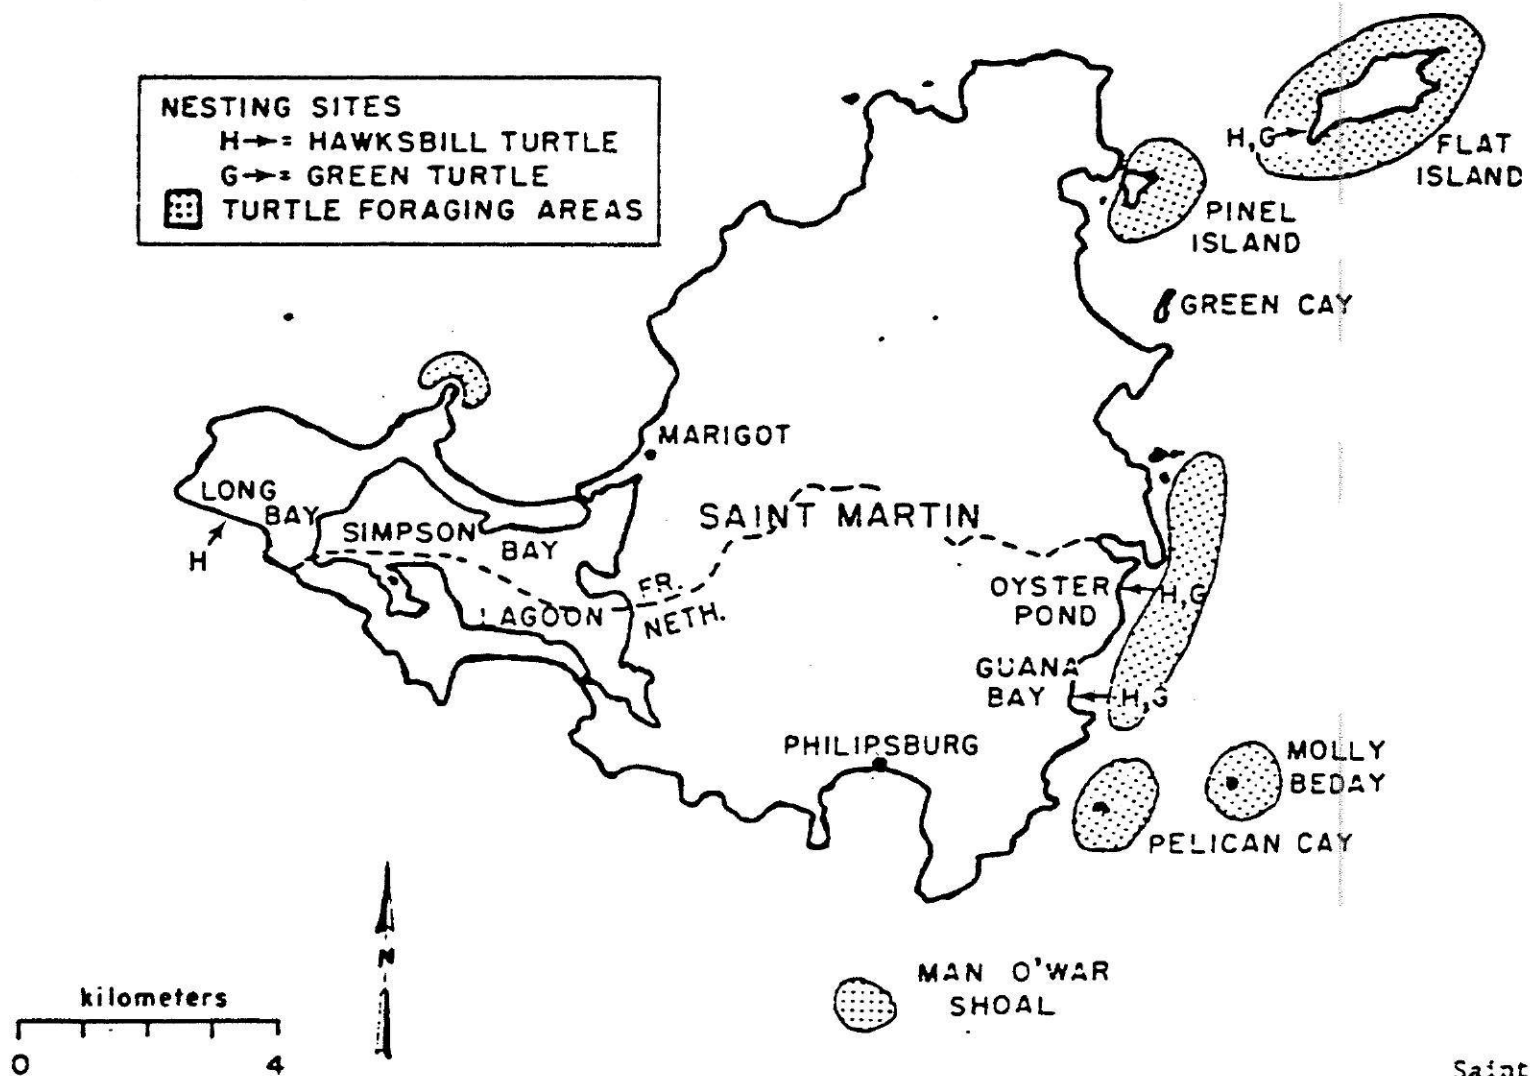 NESTING SITES
H→= HAWKSBILL TURTLE
G→= GREEN TURTLE
TURTLE FORAGING AREAS
H,G→
FLAT
ISLAND
PINEL
ISLAND
GREEN CAY
MARIGOT
LONG
BAY
H
SIMPSON
BAY
LAGOON
SAINT MARTIN
FR.
NETH.
OYSTER
POND
←H,G
GUANA
BAY
←H,G
PHILIPSBURG
MOLLY
BEDAY
PELICAN CAY
MAN O'WAR
SHOAL
N
kilometers
0 4
Saint